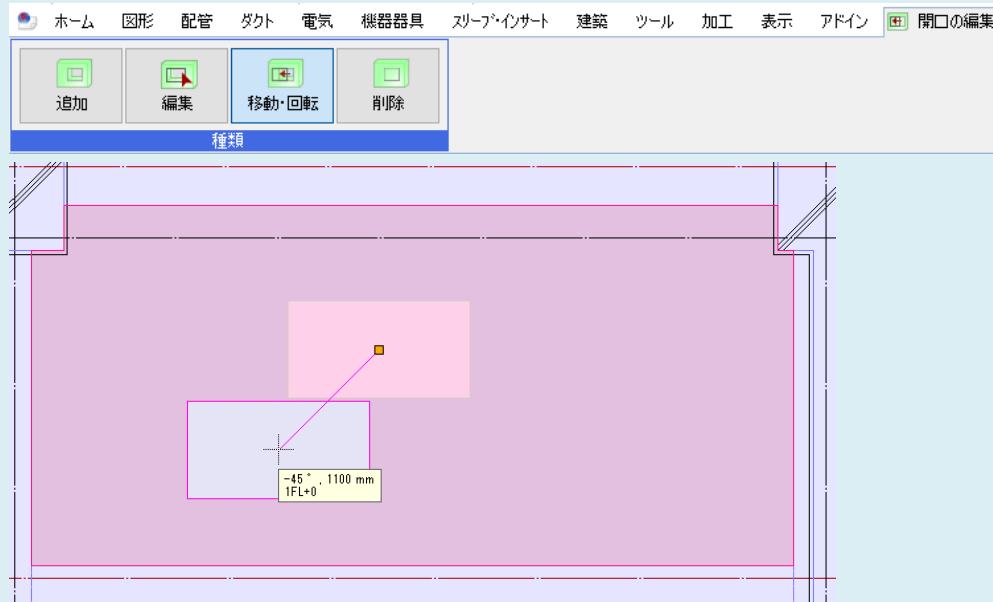 ホーム 図形 配管 ダクト 電気 機器器具 スリーブ・インサート 建築 ツール 加工 表示 アドイン 開口の編集
追加 編集 移動・回転 削除
種類
-45° , 1100 mm
1FL+0